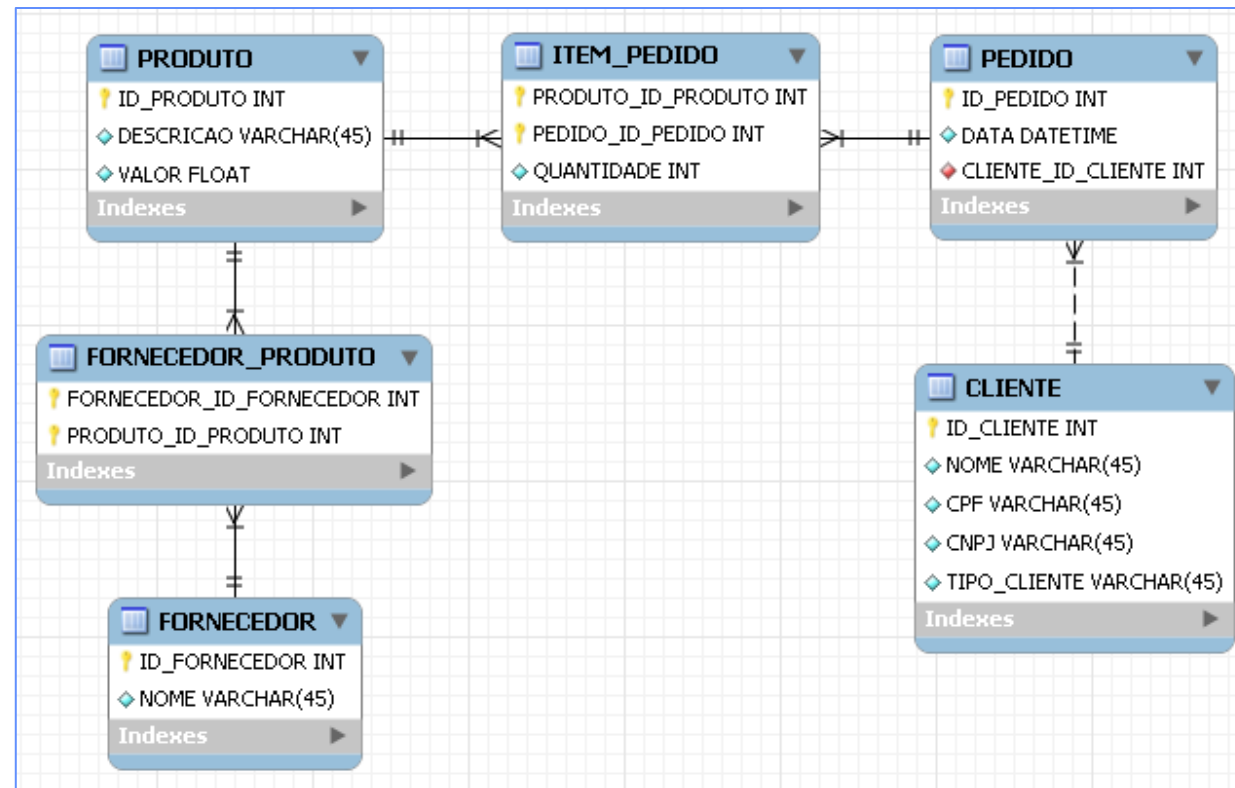 PRODUTO
ID_PRODUTO INT
DESCRICAO VARCHAR(45)
VALOR FLOAT
Indexes
ITEM_PEDIDO
PRODUTO_ID_PRODUTO INT
PEDIDO_ID_PEDIDO INT
QUANTIDADE INT
Indexes
PEDIDO
ID_PEDIDO INT
DATA DATETIME
CLIENTE_ID_CLIENTE INT
Indexes
FORNECEDOR_PRODUTO
FORNECEDOR_ID_FORNECEDOR INT
PRODUTO_ID_PRODUTO INT
Indexes
CLIENTE
ID_CLIENTE INT
NOME VARCHAR(45)
CPF VARCHAR(45)
CNPJ VARCHAR(45)
TIPO_CLIENTE VARCHAR(45)
Indexes
FORNECEDOR
ID_FORNECEDOR INT
NOME VARCHAR(45)
Indexes